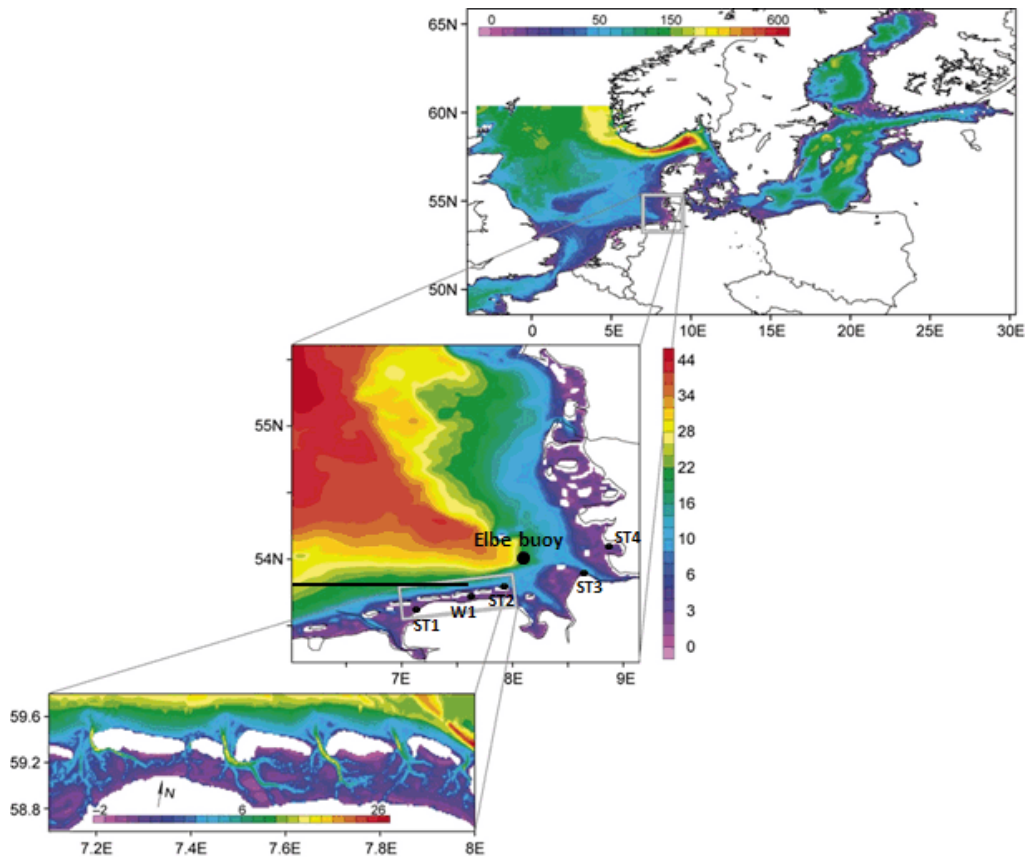 65N
0 50 150 600
60N
55N
50N
0 5E 10E 15E 20E 25E 30E
44
34
28
22
16
10
6
3
0
55N
54N
Elbe buoy
ST4
ST3
ST2
W1
ST1
7E 8E 9E
59.6
59.2
58.8
N
-2 6 26
7.2E 7.4E 7.6E 7.8E 8E